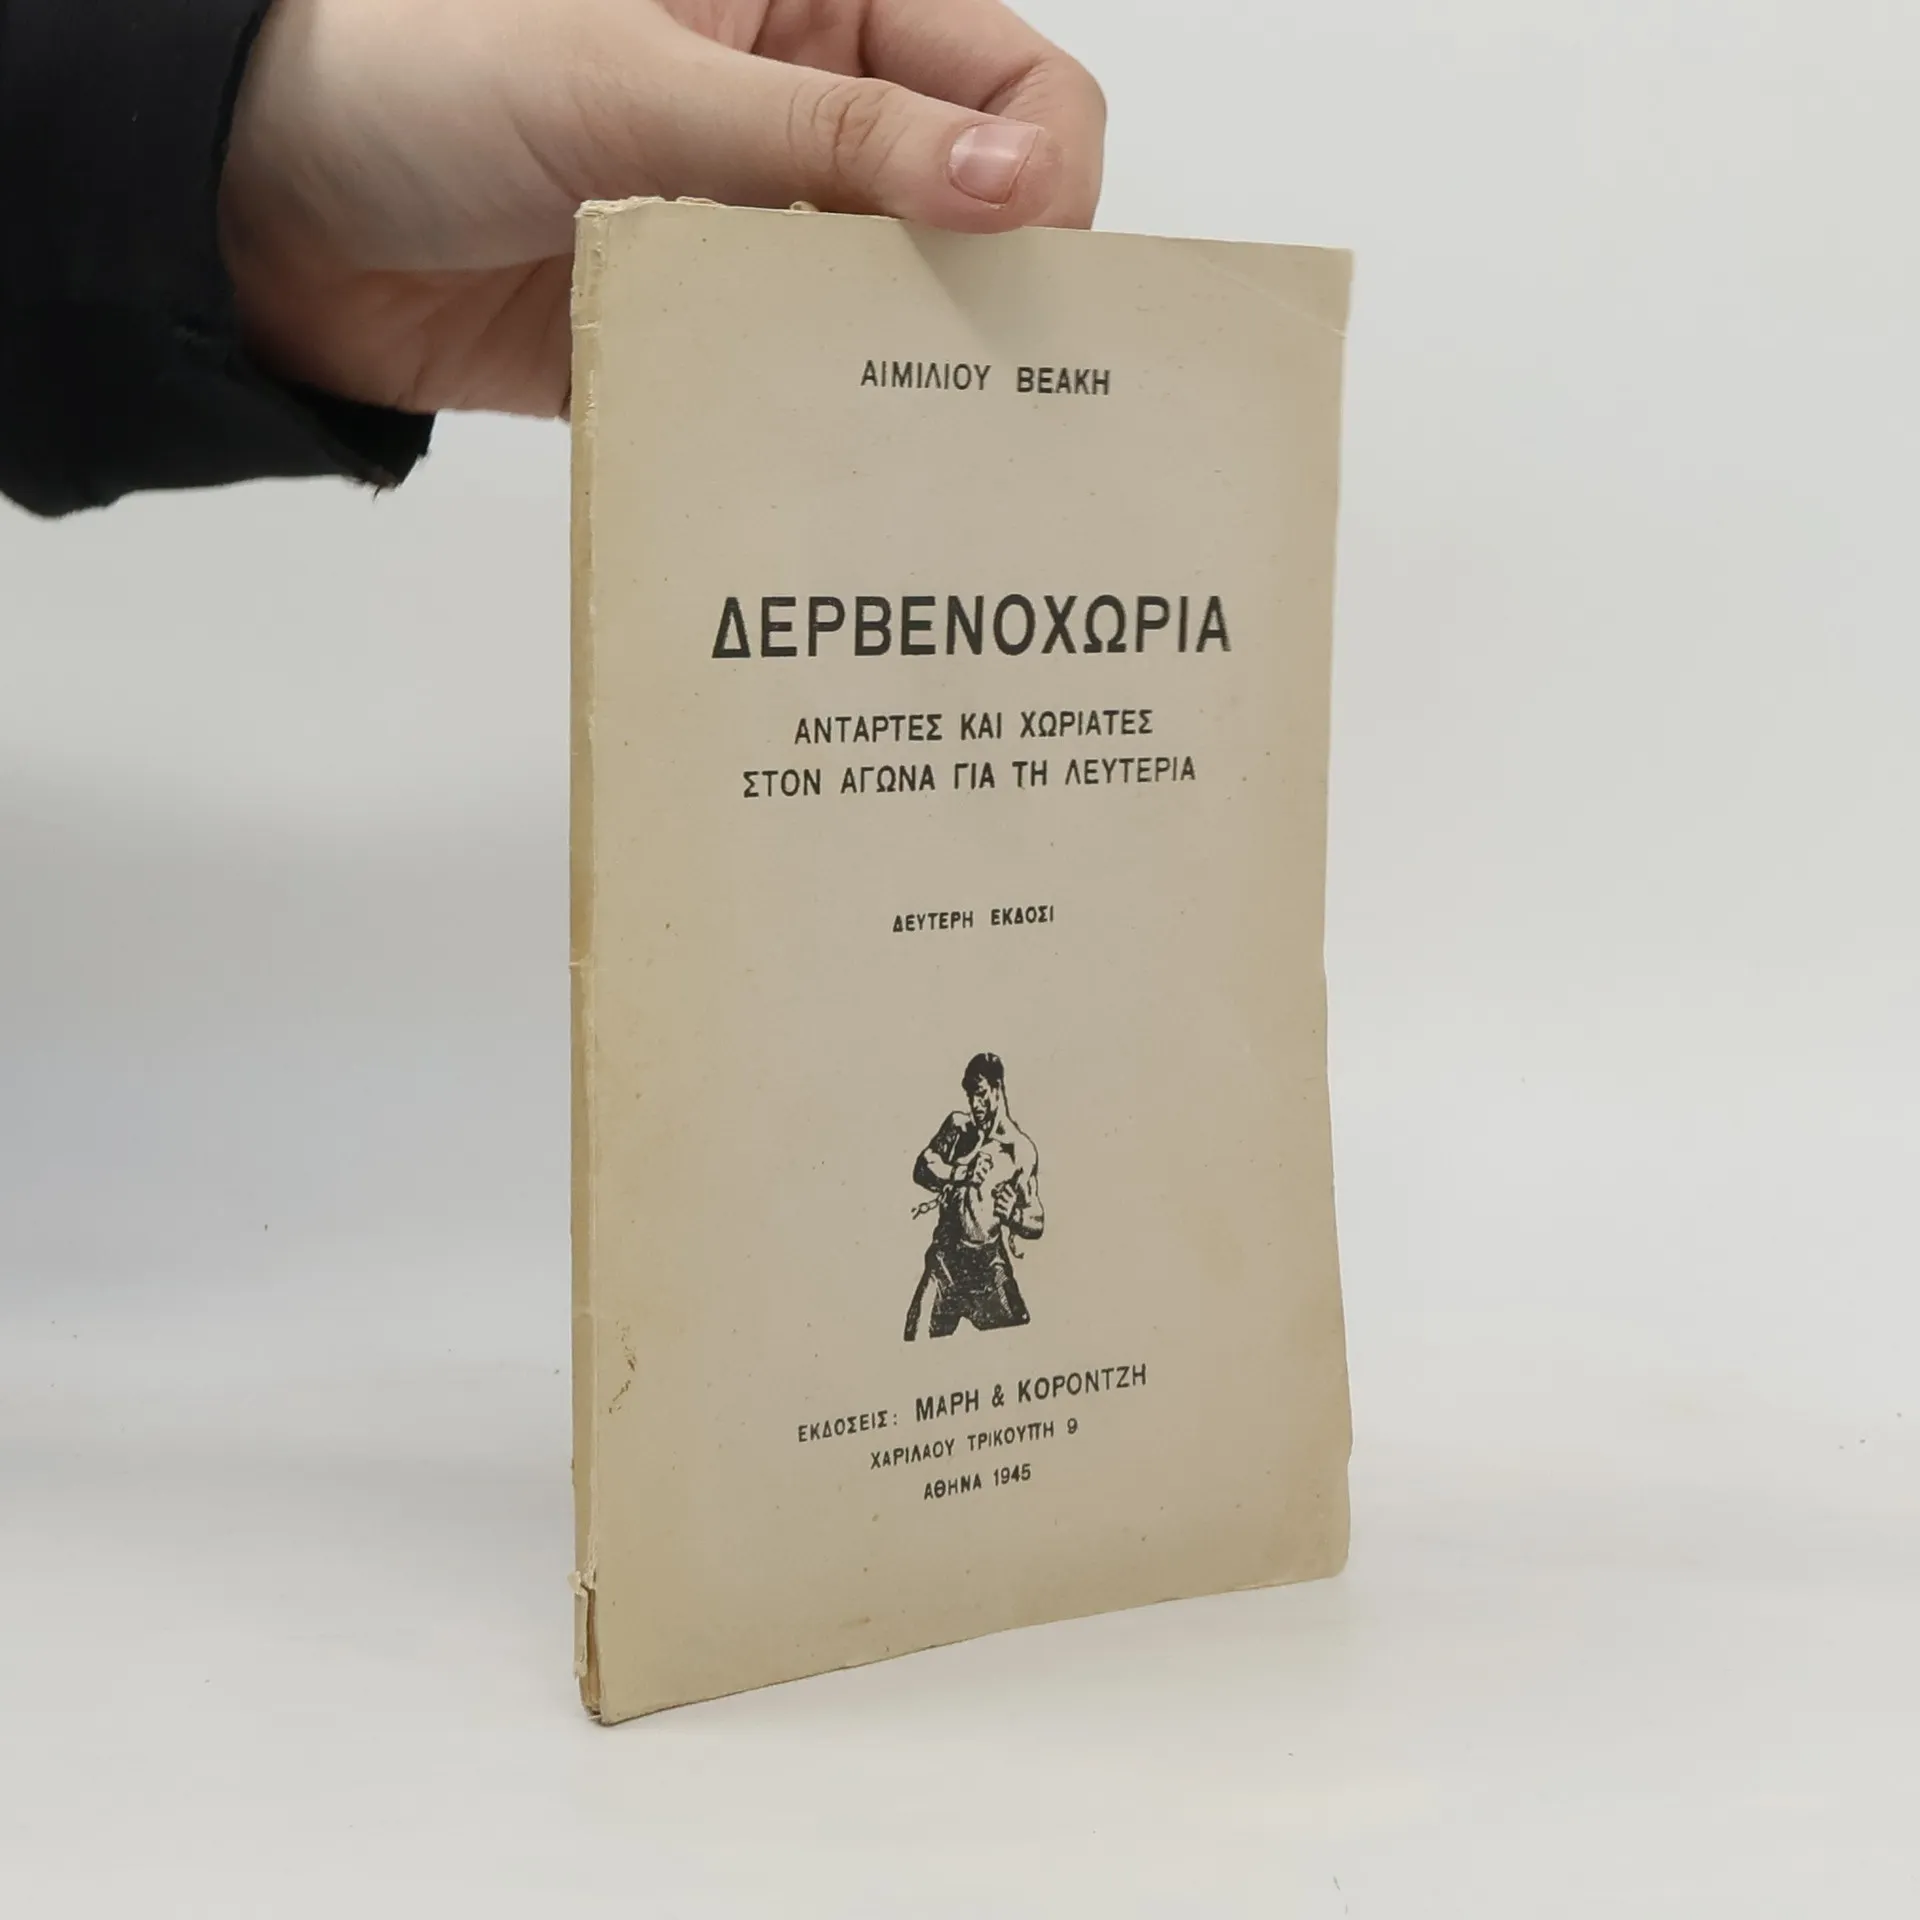 ΑΙΜΙΛΙΟΥ ΒΕΑΚΗ
ΔΕΡΒΕΝΟΧΩΡΙΑ
ΑΝΤΑΡΤΕΣ ΚΑΙ ΧΩΡΙΑΤΕΣ
ΣΤΟΝ ΑΓΩΝΑ ΓΙΑ ΤΗ ΛΕΥΤΕΡΙΑ
ΔΕΥΤΕΡΗ ΕΚΔΟΣΙ
ΕΚΔΟΣΕΙΣ: ΜΑΡΗ & ΚΟΡΟΝΤΖΗ
ΧΑΡΙΛΑΟΥ ΤΡΙΚΟΥΠΗ 9
ΑΘΗΝΑ 1945